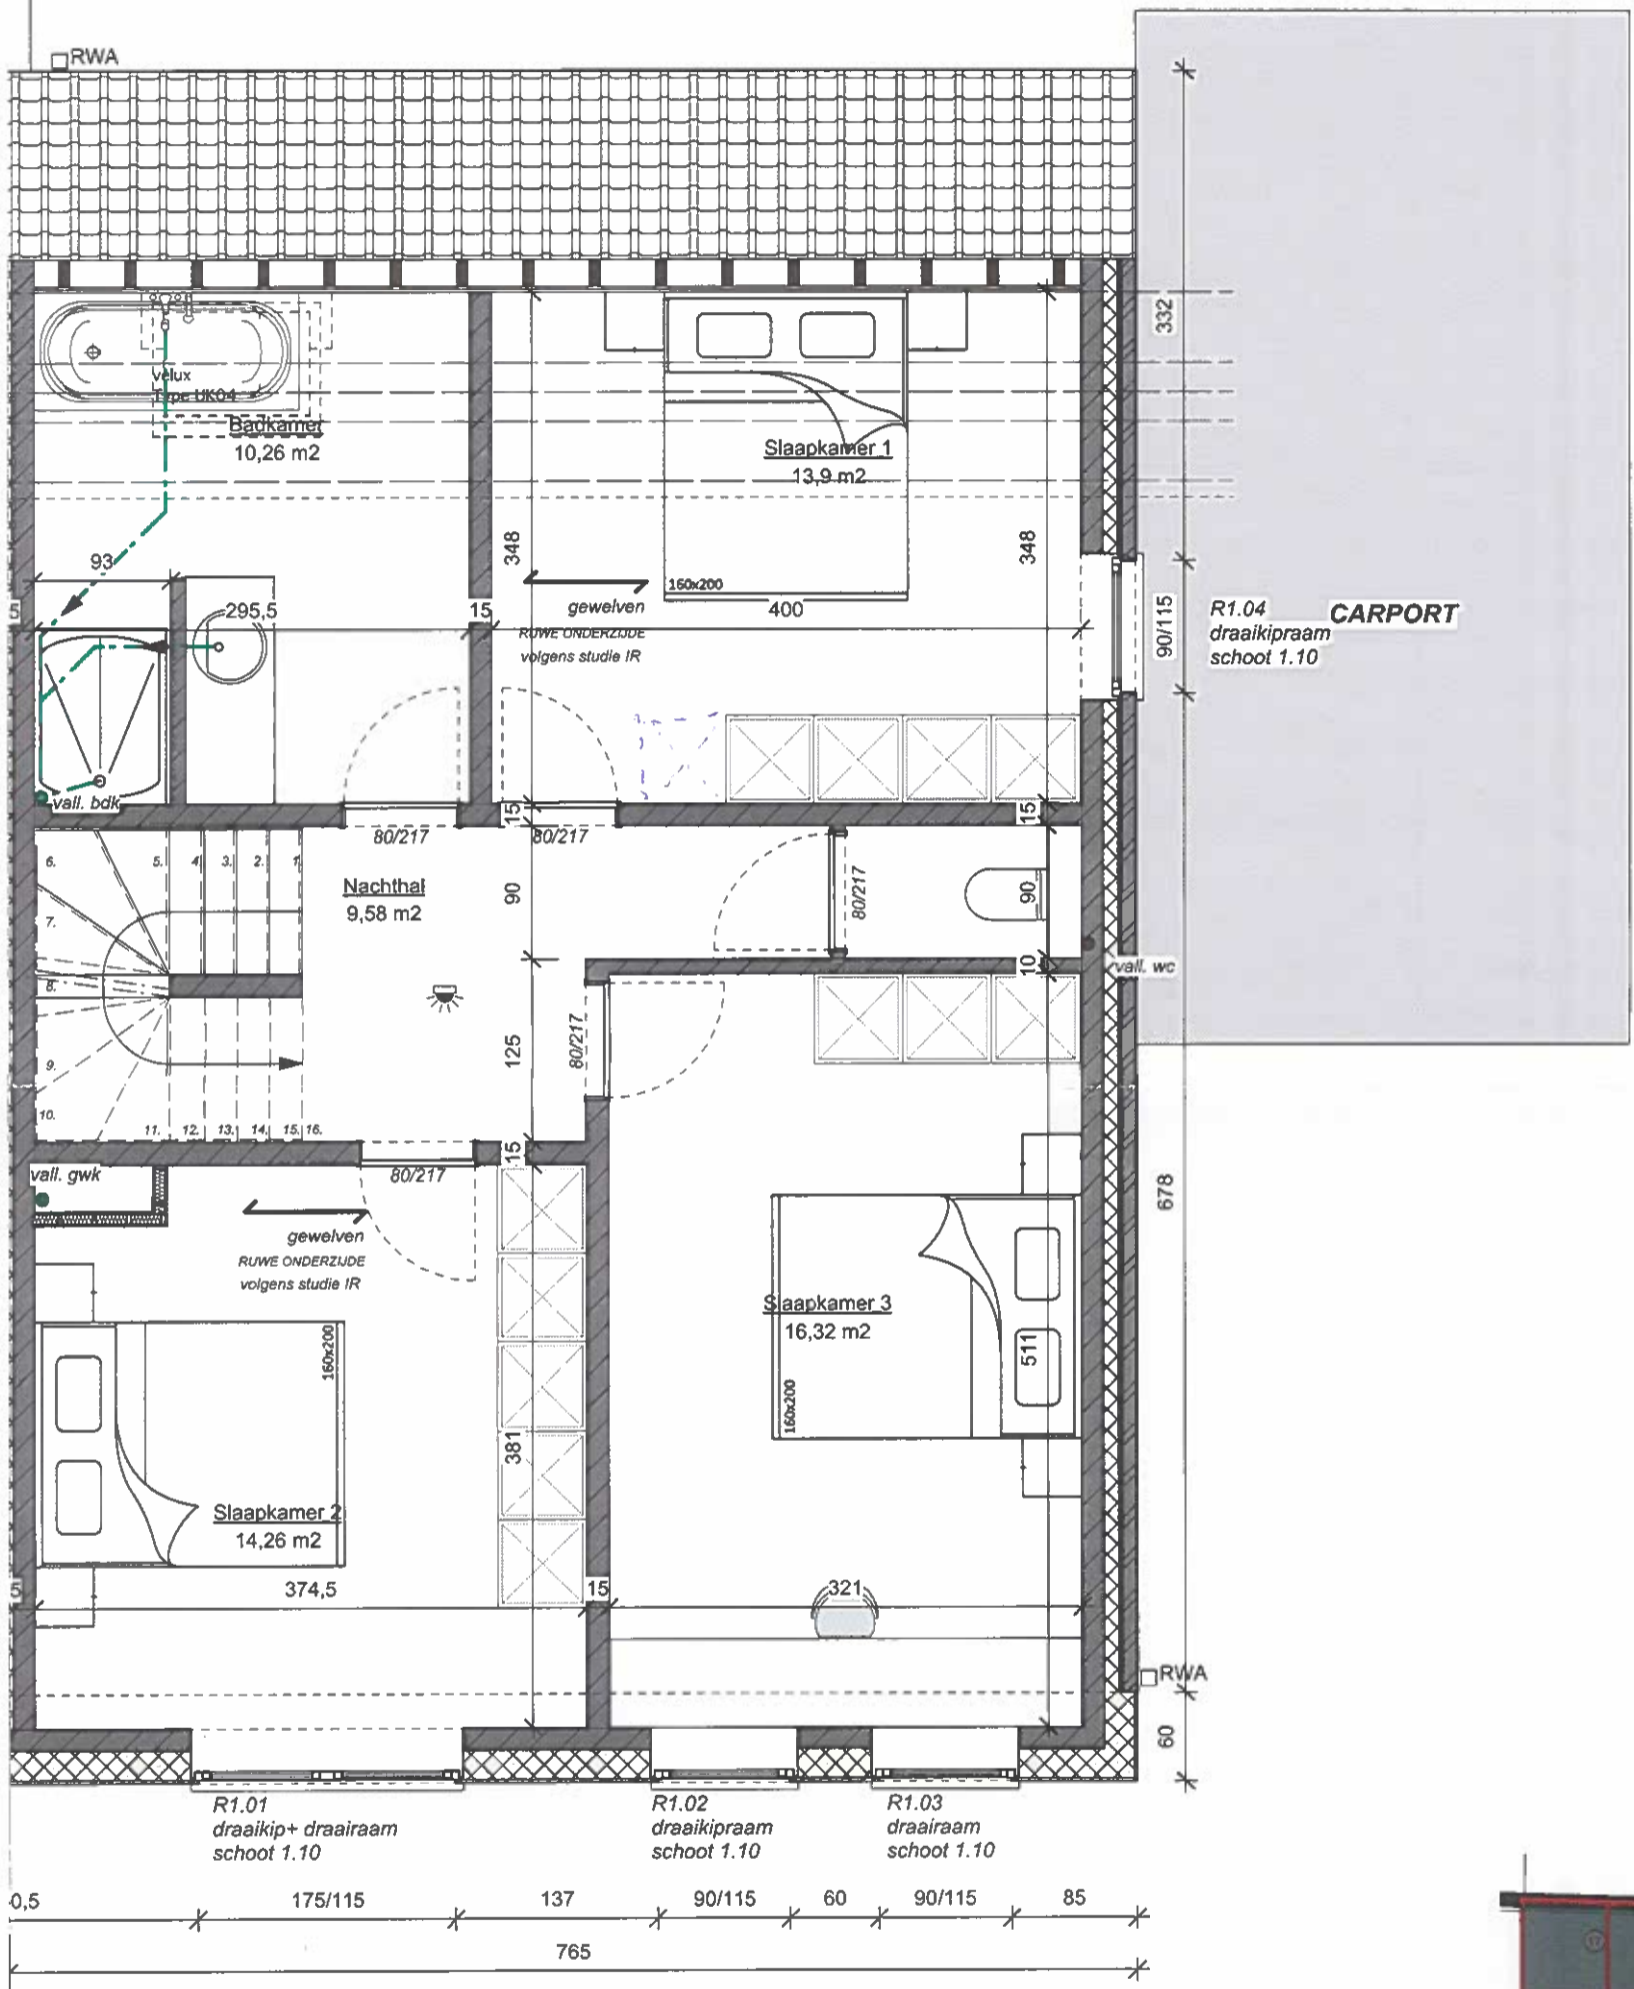 RWA
332
velux
Type UK04
Badkamer
10,26 m2
Slaapkamer 1
13,9 m2
348
348
93
160x200
gewelven
400
295,5
15
5
RUWE ONDERZIJDE
volgens studie IR
90/115
R1.04
draaikipraam
schoot 1.10
CARPORT
vall. bdk
15
15
80/217
80/217
6.
5.
4.
3.
2.
1.
Nachthal
9,58 m2
90
80/217
90
7.
8.
10
vall. wc
9.
125
80/217
10.
11.
12.
13.
14.
15.
16.
15
vall. gwk
80/217
678
gewelven
RUWE ONDERZIJDE
volgens studie IR
Slaapkamer 3
16,32 m2
160x200
511
160x200
381
Slaapkamer 2
14,26 m2
5
374,5
15
321
RWA
60
R1.01
draaikip+ draairaam
schoot 1.10
R1.02
draaikipraam
schoot 1.10
R1.03
draairaam
schoot 1.10
0,5
175/115
137
90/115
60
90/115
85
765